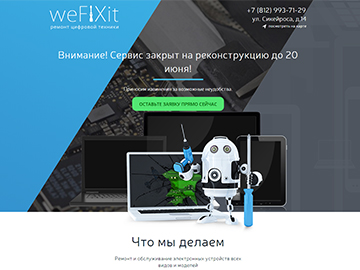 weFIXit
ремонт цифровой техники
+7 (812) 993-71-29
ул. Сикейроса, д.14
посмотреть на карте
Внимание! Сервис закрыт на реконструкцию до 20
июня!
Приносим извинения за возможные неудобства.
ОСТАВЬТЕ ЗАЯВКУ ПРЯМО СЕЙЧАС
Что мы делаем
Ремонт и обслуживание электронных устройств всех
видов и моделей